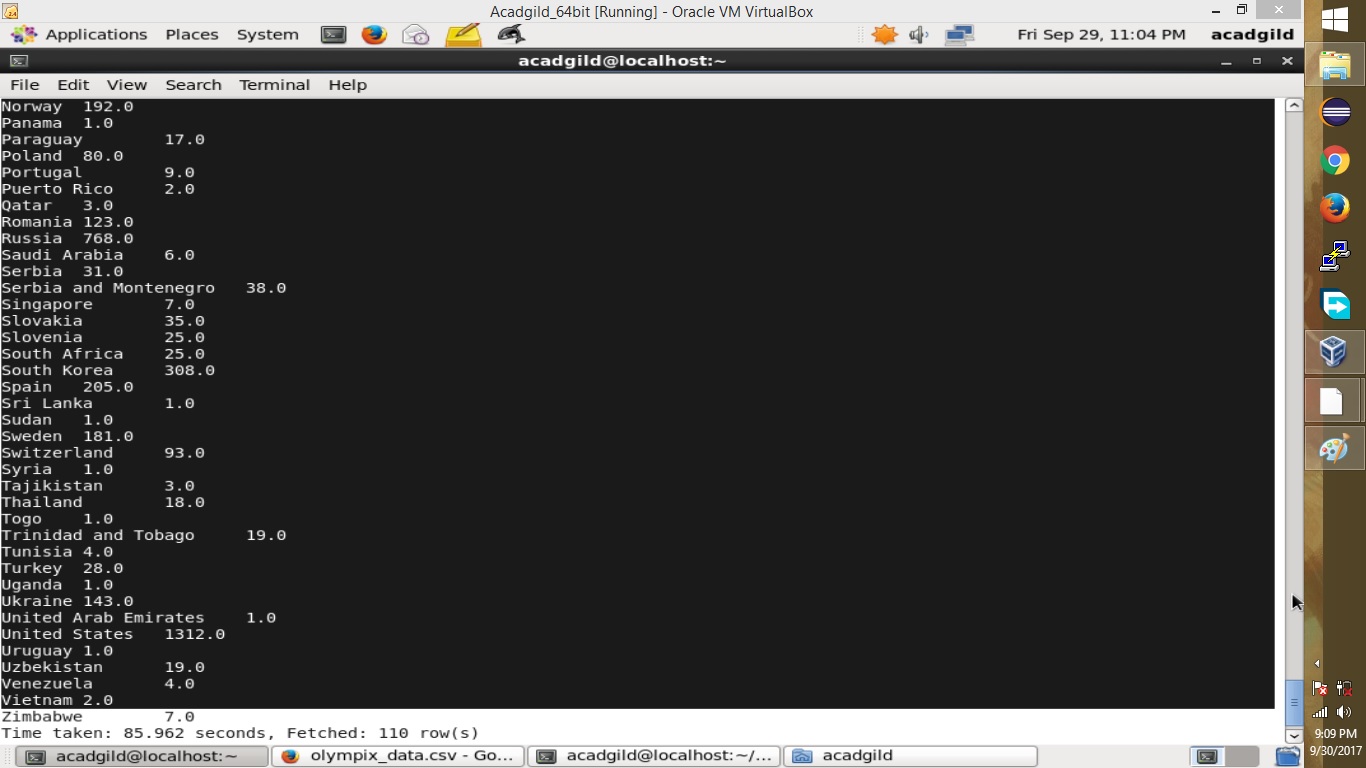 Acadgild_64bit [Running] - Oracle VM VirtualBox
Applications Places System Fri Sep 29, 11:04 PM acadgild
acadgild@localhost:~
File Edit View Search Terminal Help
Norway 192.0
Panama 1.0
Paraguay 17.0
Poland 80.0
Portugal 9.0
Puerto Rico 2.0
Qatar 3.0
Romania 123.0
Russia 768.0
Saudi Arabia 6.0
Serbia 31.0
Serbia and Montenegro 38.0
Singapore 7.0
Slovakia 35.0
Slovenia 25.0
South Africa 25.0
South Korea 308.0
Spain 205.0
Sri Lanka 1.0
Sudan 1.0
Sweden 181.0
Switzerland 93.0
Syria 1.0
Tajikistan 3.0
Thailand 18.0
Togo 1.0
Trinidad and Tobago 19.0
Tunisia 4.0
Turkey 28.0
Uganda 1.0
Ukraine 143.0
United Arab Emirates 1.0
United States 1312.0
Uruguay 1.0
Uzbekistan 19.0
Venezuela 4.0
Vietnam 2.0
Zimbabwe 7.0
Time taken: 85.962 seconds, Fetched: 110 row(s)
acadgild@localhost:~ olympix_data.csv - Go... acadgild@localhost:~/... acadgild
9:09 PM
9/30/2017